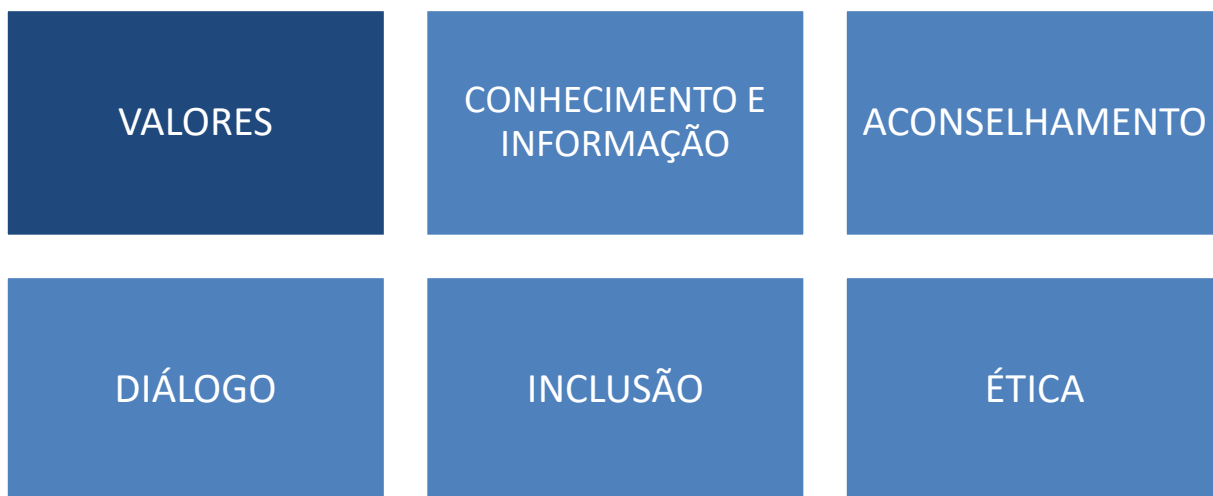 VALORES
CONHECIMENTO E
INFORMAÇÃO
ACONSELHAMENTO
DIÁLOGO
INCLUSÃO
ÉTICA